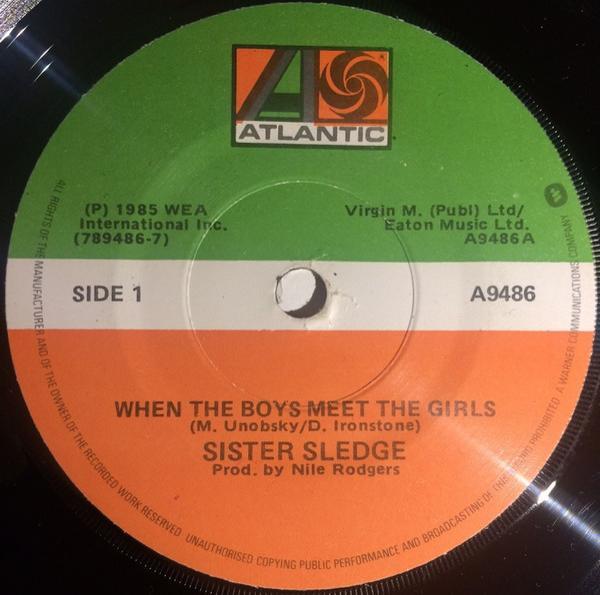 ATLANTIC
(P) 1985 WEA
International Inc.
(789486-7)
Virgin M. (Publ) Ltd/
Eaton Music Ltd.
A9486A
SIDE 1
A9486
WHEN THE BOYS MEET THE GIRLS
(M. Unobsky/D. Ironstone)
SISTER SLEDGE
Prod. by Nile Rodgers
ALL RIGHTS OF THE MANUFACTURER AND OF THE OWNER OF THE RECORDED WORK RESERVED UNAUTHORISED COPYING PUBLIC PERFORMANCE AND BROADCASTING OF THIS RECORD PROHIBITED A WARNER COMMUNICATIONS COMPANY